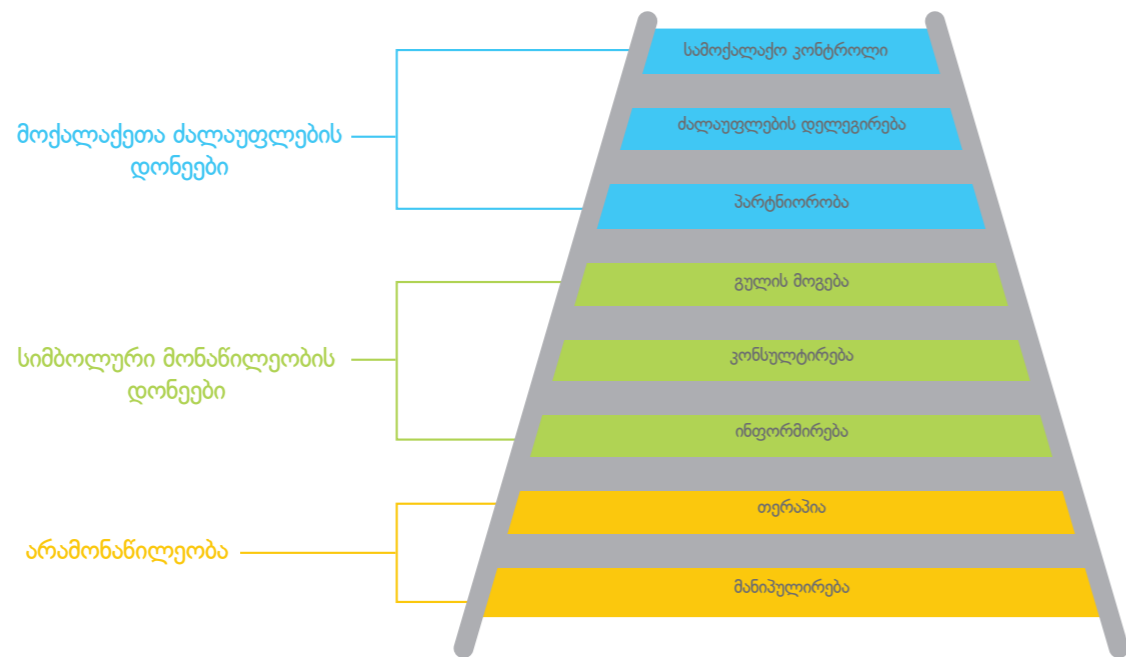 მოქალაქეთა ძალაუფლების
დონეები
სამოქალაქო კონტროლი
ძალაუფლების დელეგირება
პარტნიორობა
სიმბოლური მონაწილეობის
დონეები
გულის მოგება
კონსულტირება
ინფორმირება
არამონაწილეობა
თერაპია
მანიპულირება